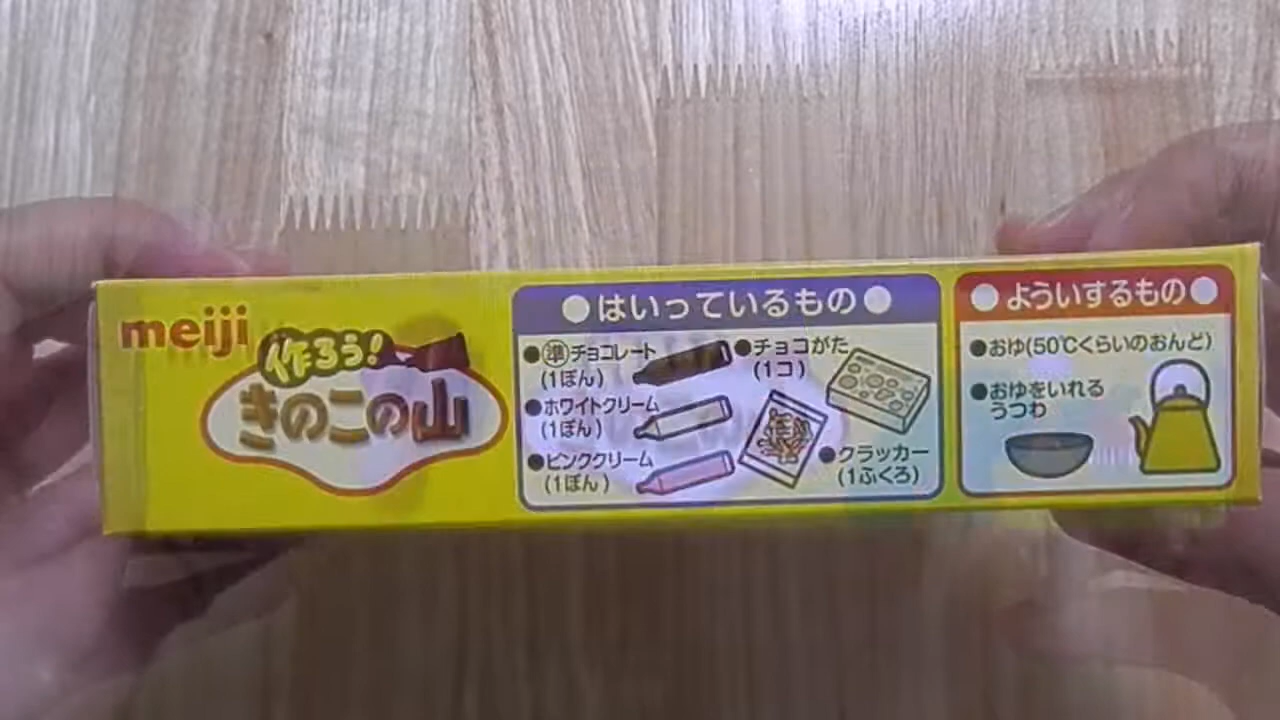 meiji
作ろう!
きのこの山
●はいっているもの●
●準チョコレート
(1ぽん)
●ホワイトクリーム
(1ぽん)
●ピンククリーム
(1ぽん)
●チョコがた
(1コ)
●クラッカー
(1ふくろ)
●よういするもの●
●おゆ(50℃くらいのおんど)
●おゆをいれる
うつわ